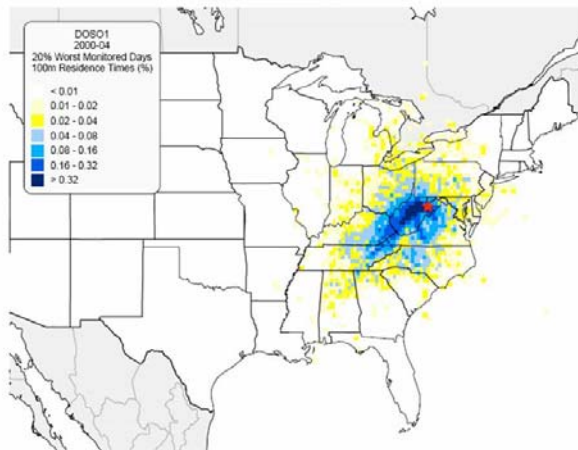 DOSO1
2000-04
20% Worst Monitored Days
100m Residence Times (%)
< 0.01
0.01 - 0.02
0.02 - 0.04
0.04 - 0.08
0.08 - 0.16
0.16 - 0.32
> 0.32